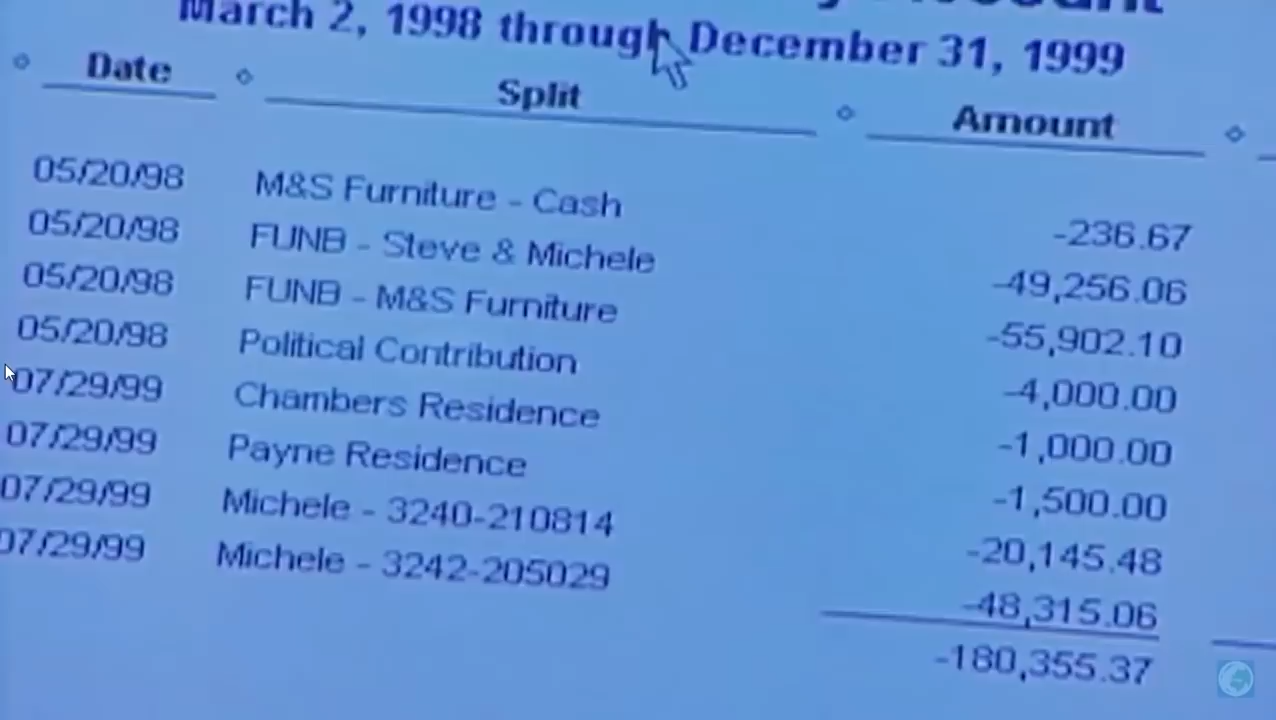 March 2, 1998 through December 31, 1999
Date Split Amount
05/20/98 M&S Furniture - Cash -236.67
05/20/98 FUNB - Steve & Michele -49,256.06
05/20/98 FUNB - M&S Furniture -55,902.10
05/20/98 Political Contribution -4,000.00
07/29/99 Chambers Residence -1,000.00
07/29/99 Payne Residence -1,500.00
07/29/99 Michele - 3240-210814 -20,145.48
07/29/99 Michele - 3242-205029 -48,315.06
-180,355.37